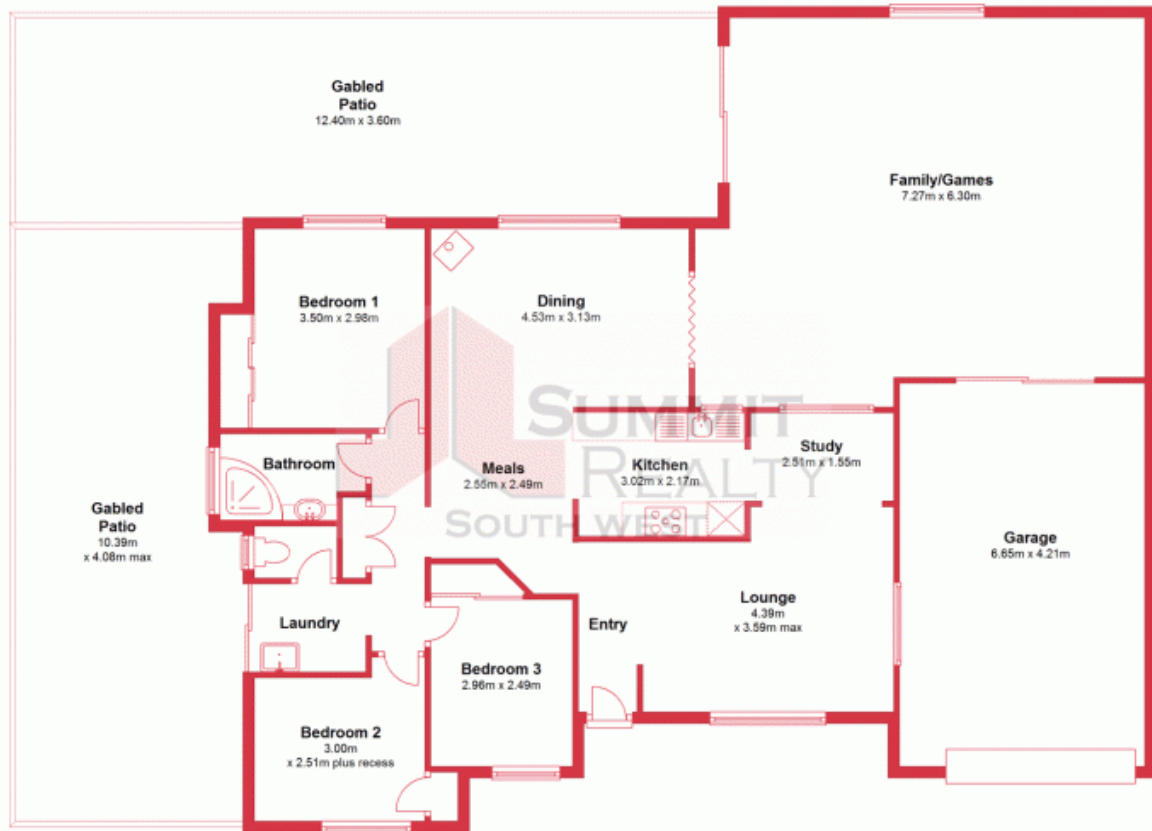 Gabled
Patio
12.40m x 3.60m
Family/Games
7.27m x 6.30m
Bedroom 1
3.50m x 2.98m
Dining
4.53m x 3.13m
SUMMIT
REALTY
SOUTH WEST
Bathroom
Meals
2.55m x 2.49m
Kitchen
3.02m x 2.17m
Study
2.51m x 1.55m
Gabled
Patio
10.39m
x 4.08m max
Garage
6.65m x 4.21m
Laundry
Entry
Lounge
4.39m
x 3.59m max
Bedroom 3
2.96m x 2.49m
Bedroom 2
3.00m
x 2.51m plus recess